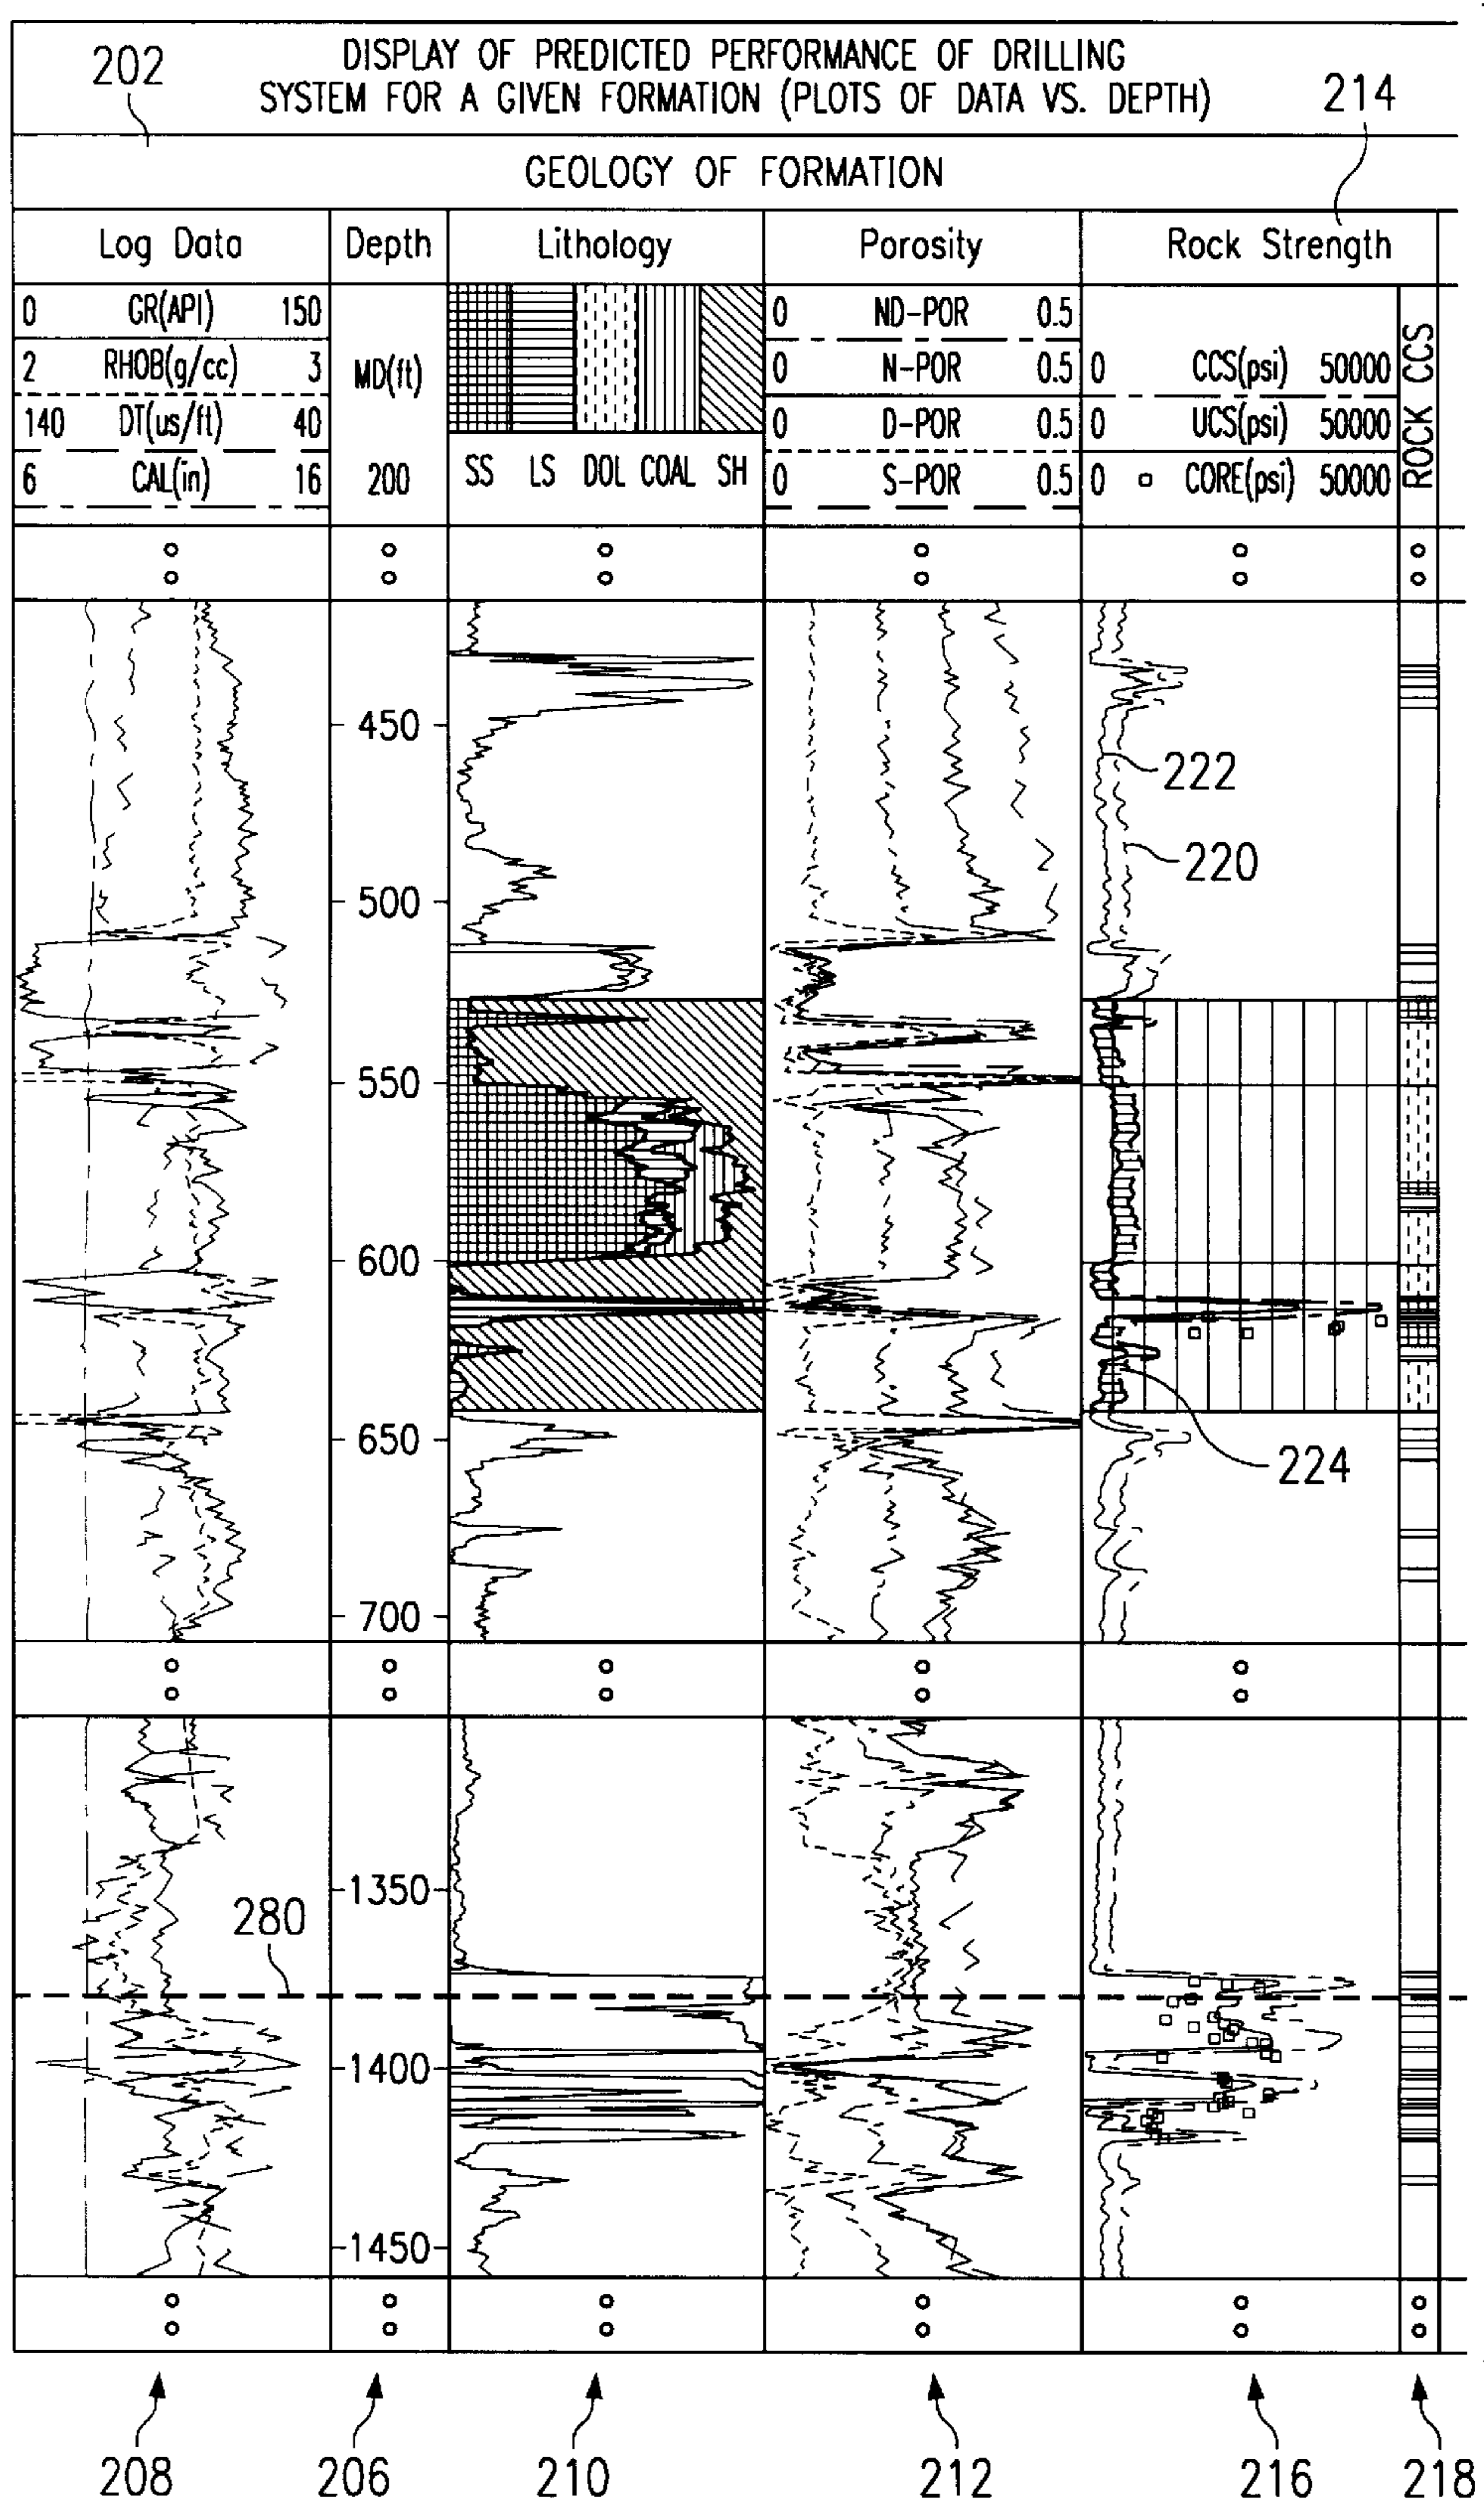 202
DISPLAY OF PREDICTED PERFORMANCE OF DRILLING
SYSTEM FOR A GIVEN FORMATION (PLOTS OF DATA VS. DEPTH)
214
GEOLOGY OF FORMATION
Log Data Depth Lithology Porosity Rock Strength
0 GR(API) 150 0 ND-POR 0.5
2 RHOB(g/cc) 3 MD(ft) 0 N-POR 0.5 0 CCS(psi) 50000
140 DT(us/ft) 40 0 D-POR 0.5 0 UCS(psi) 50000
6 CAL(in) 16 200 SS LS DOL COAL SH 0 S-POR 0.5 0 CORE(psi) 50000
ROCK CCS
450
222
220
500
550
600
650
224
700
1350
280
1400
1450
208 206 210 212 216 218